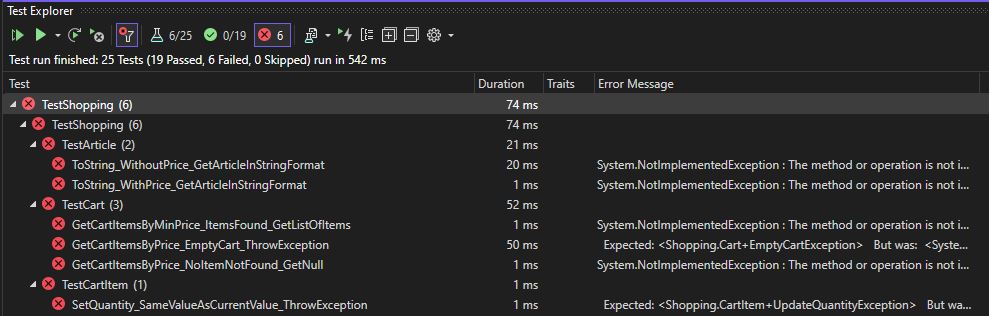 Test Explorer
6/25 0/19 6
Test run finished: 25 Tests (19 Passed, 6 Failed, 0 Skipped) run in 542 ms
Test Duration Traits Error Message
TestShopping (6) 74 ms
TestShopping (6) 74 ms
TestArticle (2) 21 ms
ToString_WithoutPrice_GetArticleInStringFormat 20 ms System.NotImplementedException : The method or operation is not i...
ToString_WithPrice_GetArticleInStringFormat 1 ms System.NotImplementedException : The method or operation is not i...
TestCart (3) 52 ms
GetCartItemsByMinPrice_ItemsFound_GetListOfItems 1 ms System.NotImplementedException : The method or operation is not i...
GetCartItemsByPrice_EmptyCart_ThrowException 50 ms Expected: <Shopping.Cart+EmptyCartException> But was: <Syste...
GetCartItemsByPrice_NoItemNotFound_GetNull 1 ms System.NotImplementedException : The method or operation is not i...
TestCartItem (1) 1 ms
SetQuantity_SameValueAsCurrentValue_ThrowException 1 ms Expected: <Shopping.CartItem+UpdateQuantityException> But wa...